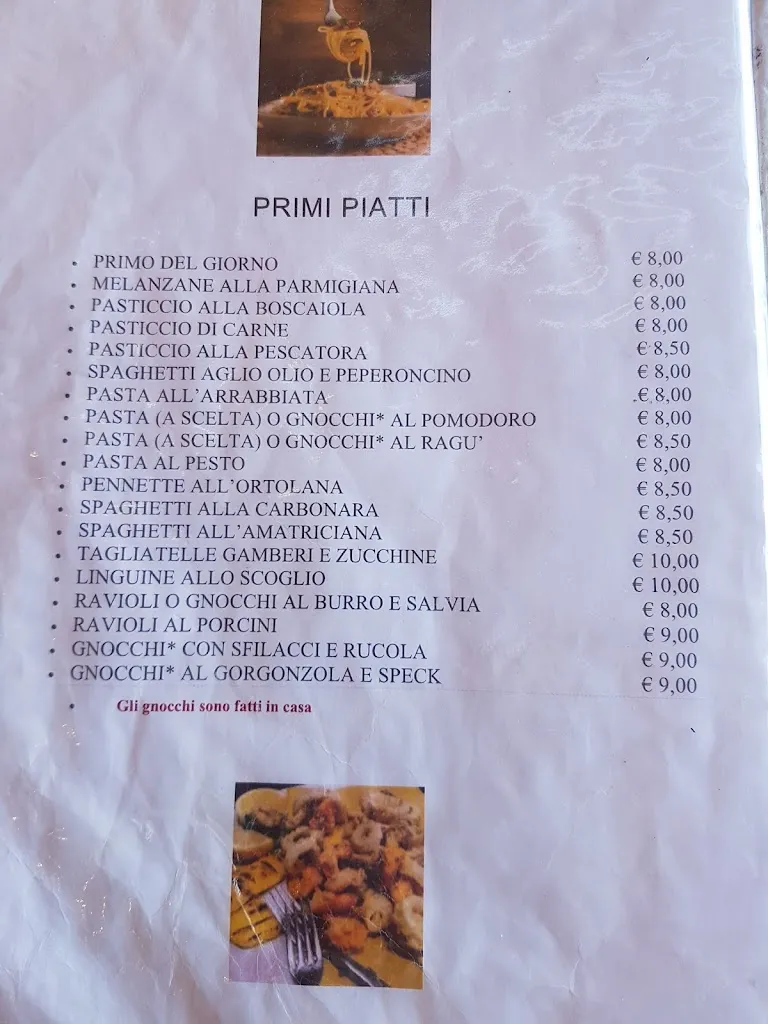 PRIMI PIATTI
• PRIMO DEL GIORNO € 8,00
• MELANZANE ALLA PARMIGIANA € 8,00
• PASTICCIO ALLA BOSCAIOLA € 8,00
• PASTICCIO DI CARNE € 8,00
• PASTICCIO ALLA PESCATORA € 8,50
• SPAGHETTI AGLIO OLIO E PEPERONCINO € 8,00
• PASTA ALL'ARRABBIATA € 8,00
• PASTA (A SCELTA) O GNOCCHI* AL POMODORO € 8,00
• PASTA (A SCELTA) O GNOCCHI* AL RAGU' € 8,50
• PASTA AL PESTO € 8,00
• PENNETTE ALL'ORTOLANA € 8,50
• SPAGHETTI ALLA CARBONARA € 8,50
• SPAGHETTI ALL'AMATRICIANA € 8,50
• TAGLIATELLE GAMBERI E ZUCCHINE € 10,00
• LINGUINE ALLO SCOGLIO € 10,00
• RAVIOLI O GNOCCHI AL BURRO E SALVIA € 8,00
• RAVIOLI AL PORCINI € 9,00
• GNOCCHI* CON SFILACCI E RUCOLA € 9,00
• GNOCCHI* AL GORGONZOLA E SPECK € 9,00
• Gli gnocchi sono fatti in casa